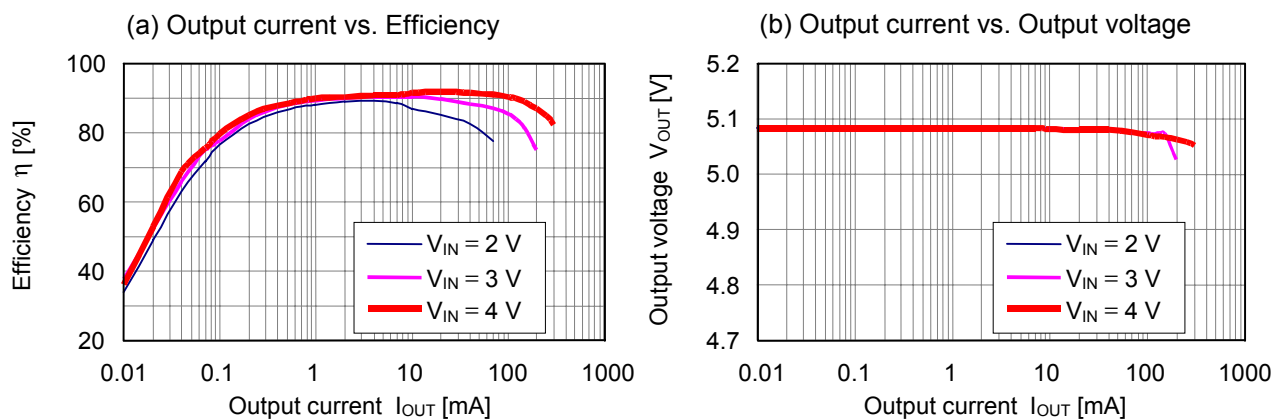 (a) Output current vs. Efficiency
100
80
60
40
20
Efficiency η [%]
0.01 0.1 1 10 100 1000
Output current IOUT [mA]
VIN = 2 V
VIN = 3 V
VIN = 4 V
(b) Output current vs. Output voltage
5.2
5.1
5.0
4.9
4.8
4.7
Output voltage VOUT [V]
0.01 0.1 1 10 100 1000
Output current IOUT [mA]
VIN = 2 V
VIN = 3 V
VIN = 4 V